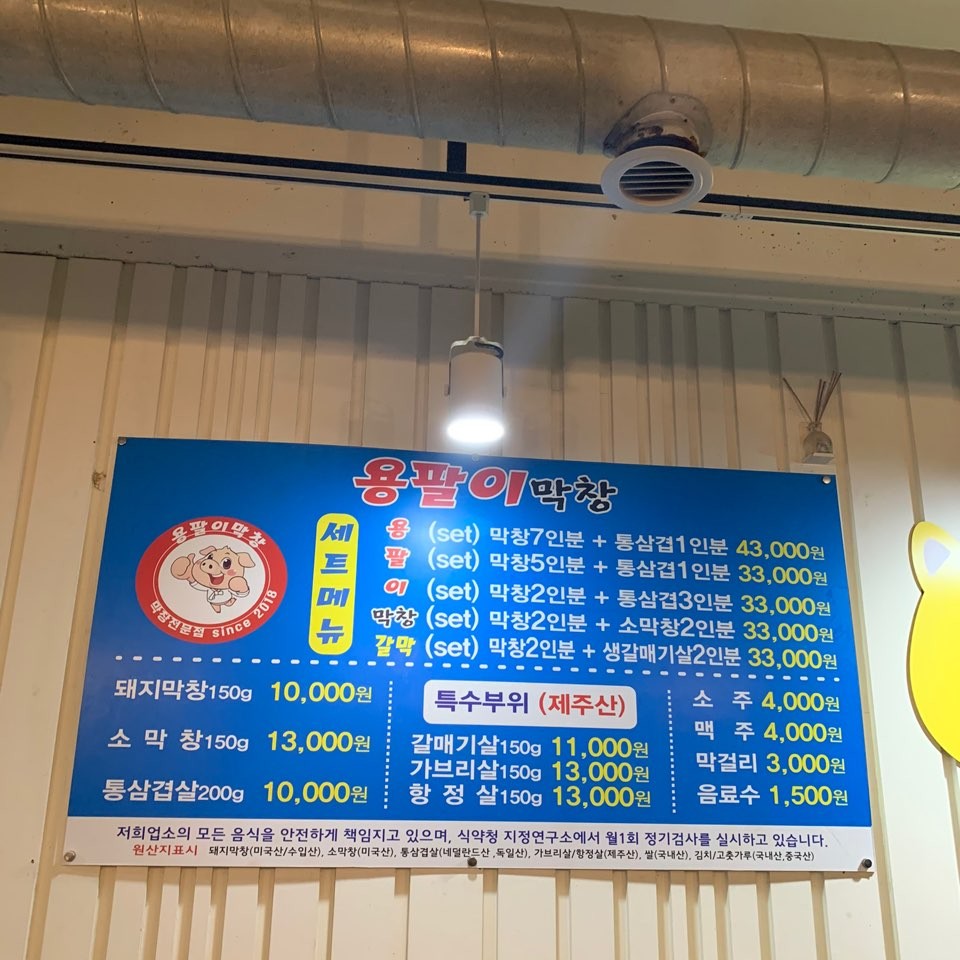 용팔이막창
용팔이막창
막창전문점 since 2018
세트메뉴
용 (set) 막창7인분 + 통삼겹1인분 43,000원
팔 (set) 막창5인분 + 통삼겹1인분 33,000원
이 (set) 막창2인분 + 통삼겹3인분 33,000원
막창 (set) 막창2인분 + 소막창2인분 33,000원
갈막 (set) 막창2인분 + 생갈매기살2인분 33,000원
돼지막창150g 10,000원
소 막 창150g 13,000원
통삼겹살200g 10,000원
특수부위 (제주산)
갈매기살150g 11,000원
가브리살150g 13,000원
항 정 살150g 13,000원
소 주 4,000원
맥 주 4,000원
막걸리 3,000원
음료수 1,500원
저희업소의 모든 음식을 안전하게 책임지고 있으며, 식약청 지정연구소에서 월1회 정기검사를 실시하고 있습니다.
원산지표시 돼지막창(미국산/수입산), 소막창(미국산), 통삼겹살(네덜란드산 ,독일산), 가브리살/항정살(제주산), 쌀(국내산), 김치/고춧가루(국내산,중국산)